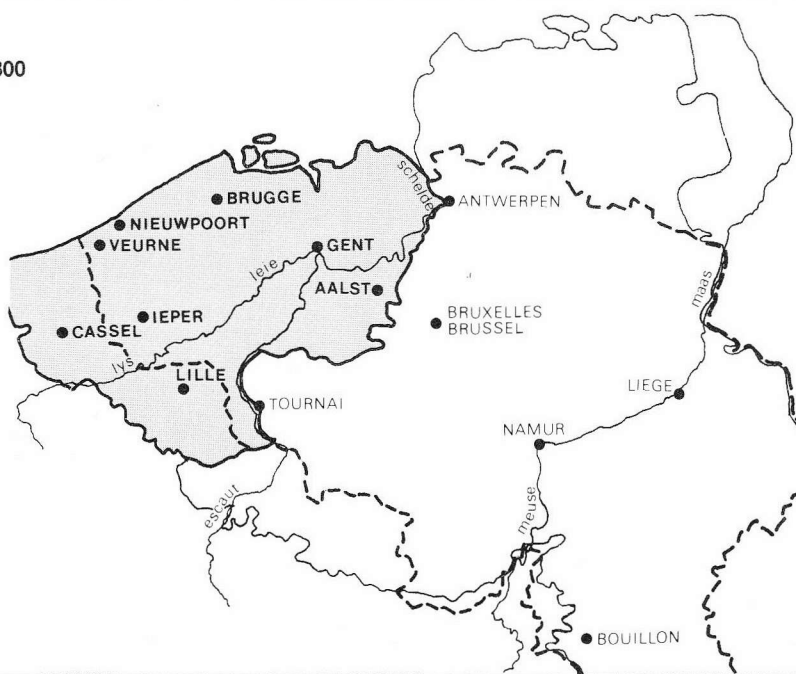 300
BRUGGE
NIEUWPOORT
VEURNE
GENT
schelde
ANTWERPEN
leie
AALST
BRUXELLES
BRUSSEL
maas
IEPER
CASSEL
lys
LILLE
TOURNAI
LIEGE
NAMUR
escaut
meuse
BOUILLON